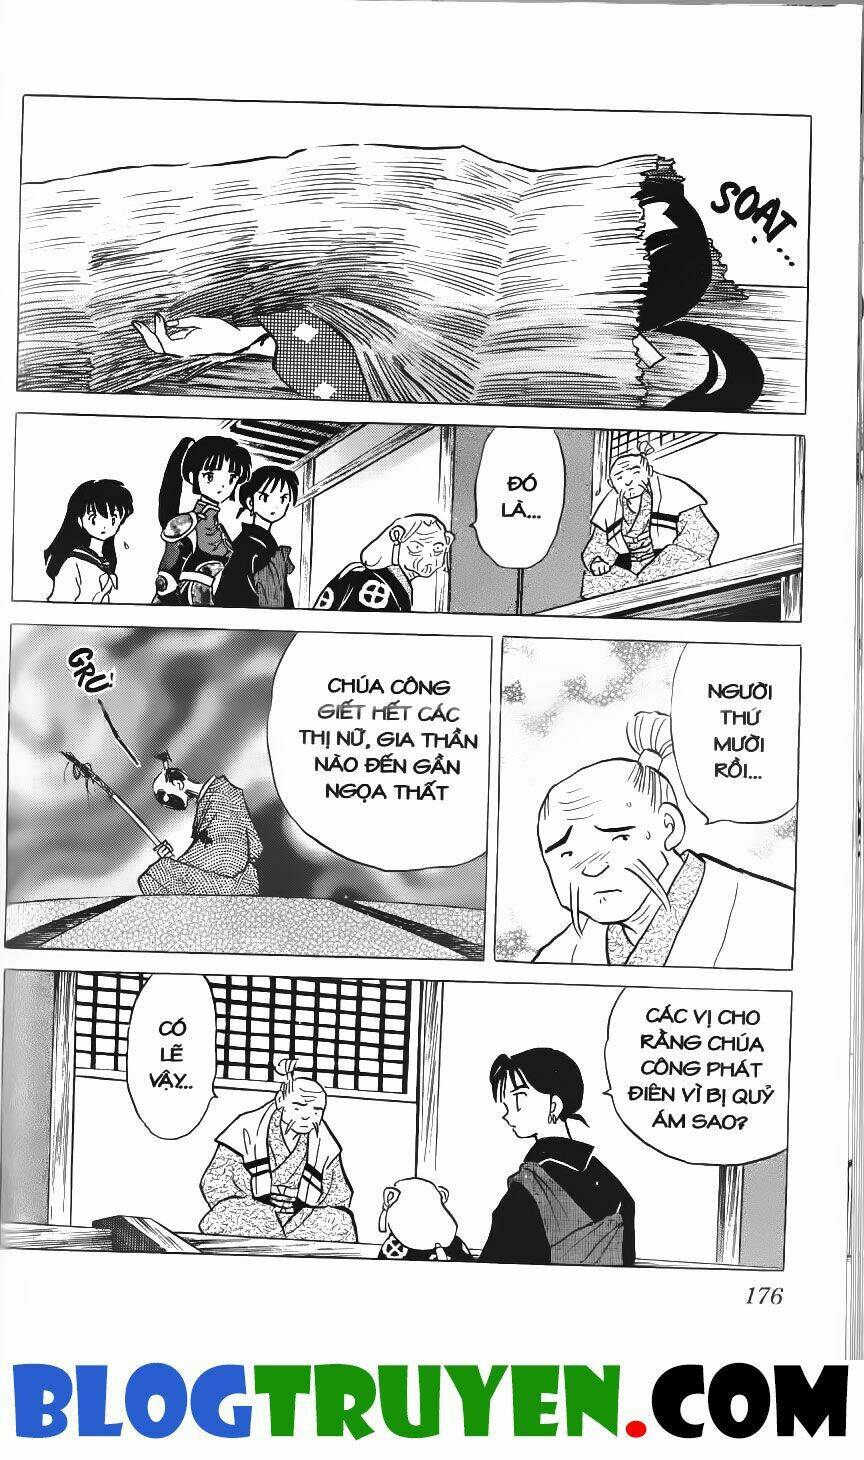 SOẠT...
ĐÓ
LÀ...
NGƯỜI
THỨ
MƯỜI
RỒI...
CHÚA CÔNG
GIẾT HẾT CÁC
THỊ NỮ, GIA THẦN
NÀO ĐẾN GẦN
NGỌA THẤT
GRỪ
CÁC VỊ CHO
RẰNG CHÚA
CÔNG PHÁT
ĐIÊN VÌ BỊ QUỶ
ÁM SAO?
CÓ
LẼ
VẬY...
176
BLOGTRUYEN.COM